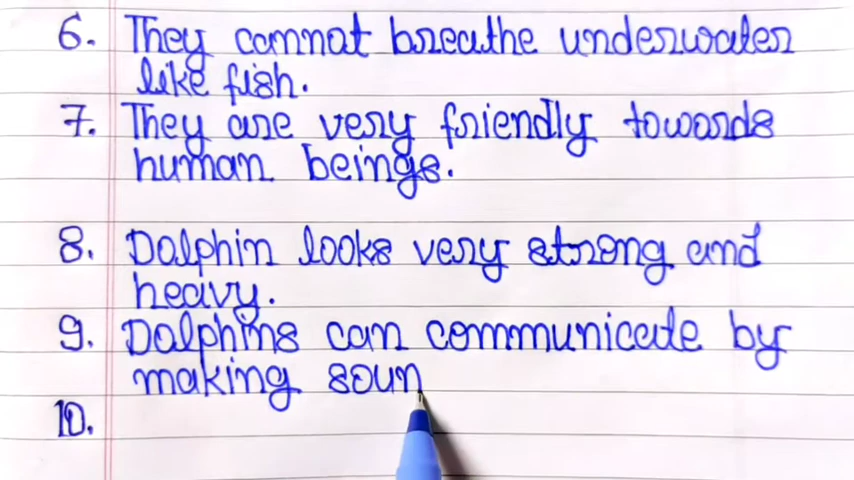 6. They cannot breathe underwater
like fish.
7. They are very friendly towards
human beings.
8. Dolphin looks very strong and
heavy.
9. Dolphins can communicate by
making soun
10.